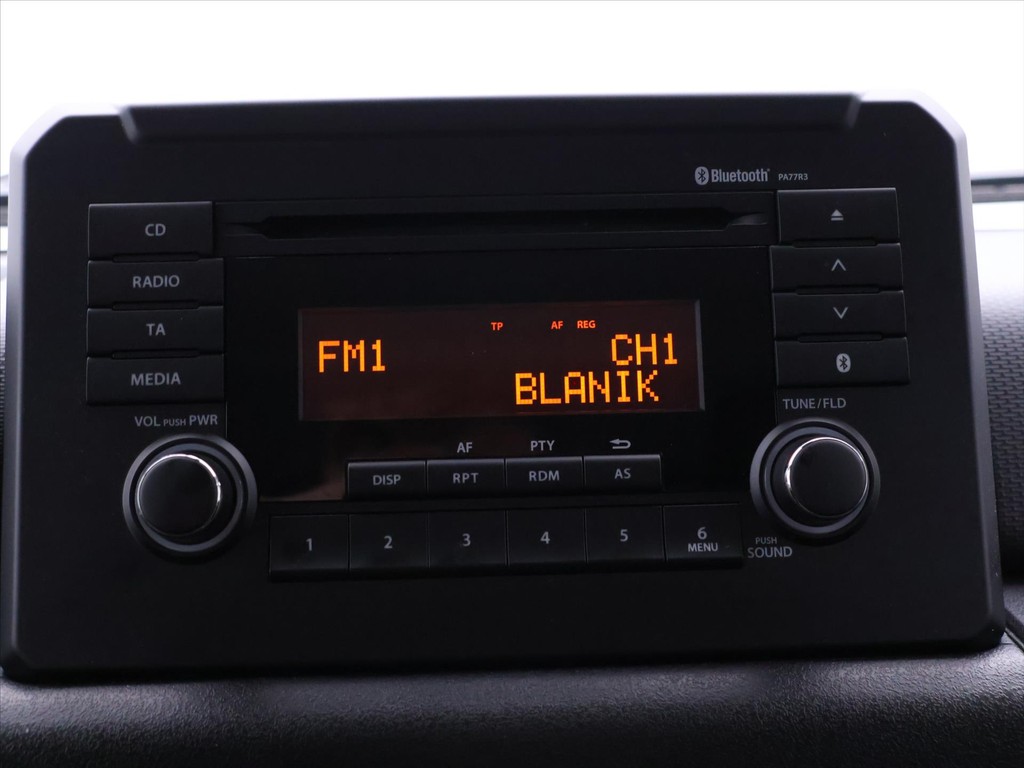 Bluetooth PA77R3
CD
RADIO
TA
MEDIA
VOL PUSH PWR
TP AF REG
FM1 CH1
BLANIK
TUNE/FLD
AF PTY
DISP RPT RDM AS
1 2 3 4 5 6
MENU
PUSH
SOUND